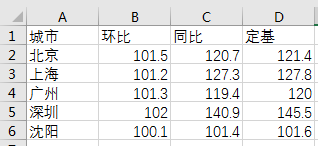 A B C D
1 城市 环比 同比 定基
2 北京 101.5 120.7 121.4
3 上海 101.2 127.3 127.8
4 广州 101.3 119.4 120
5 深圳 102 140.9 145.5
6 沈阳 100.1 101.4 101.6